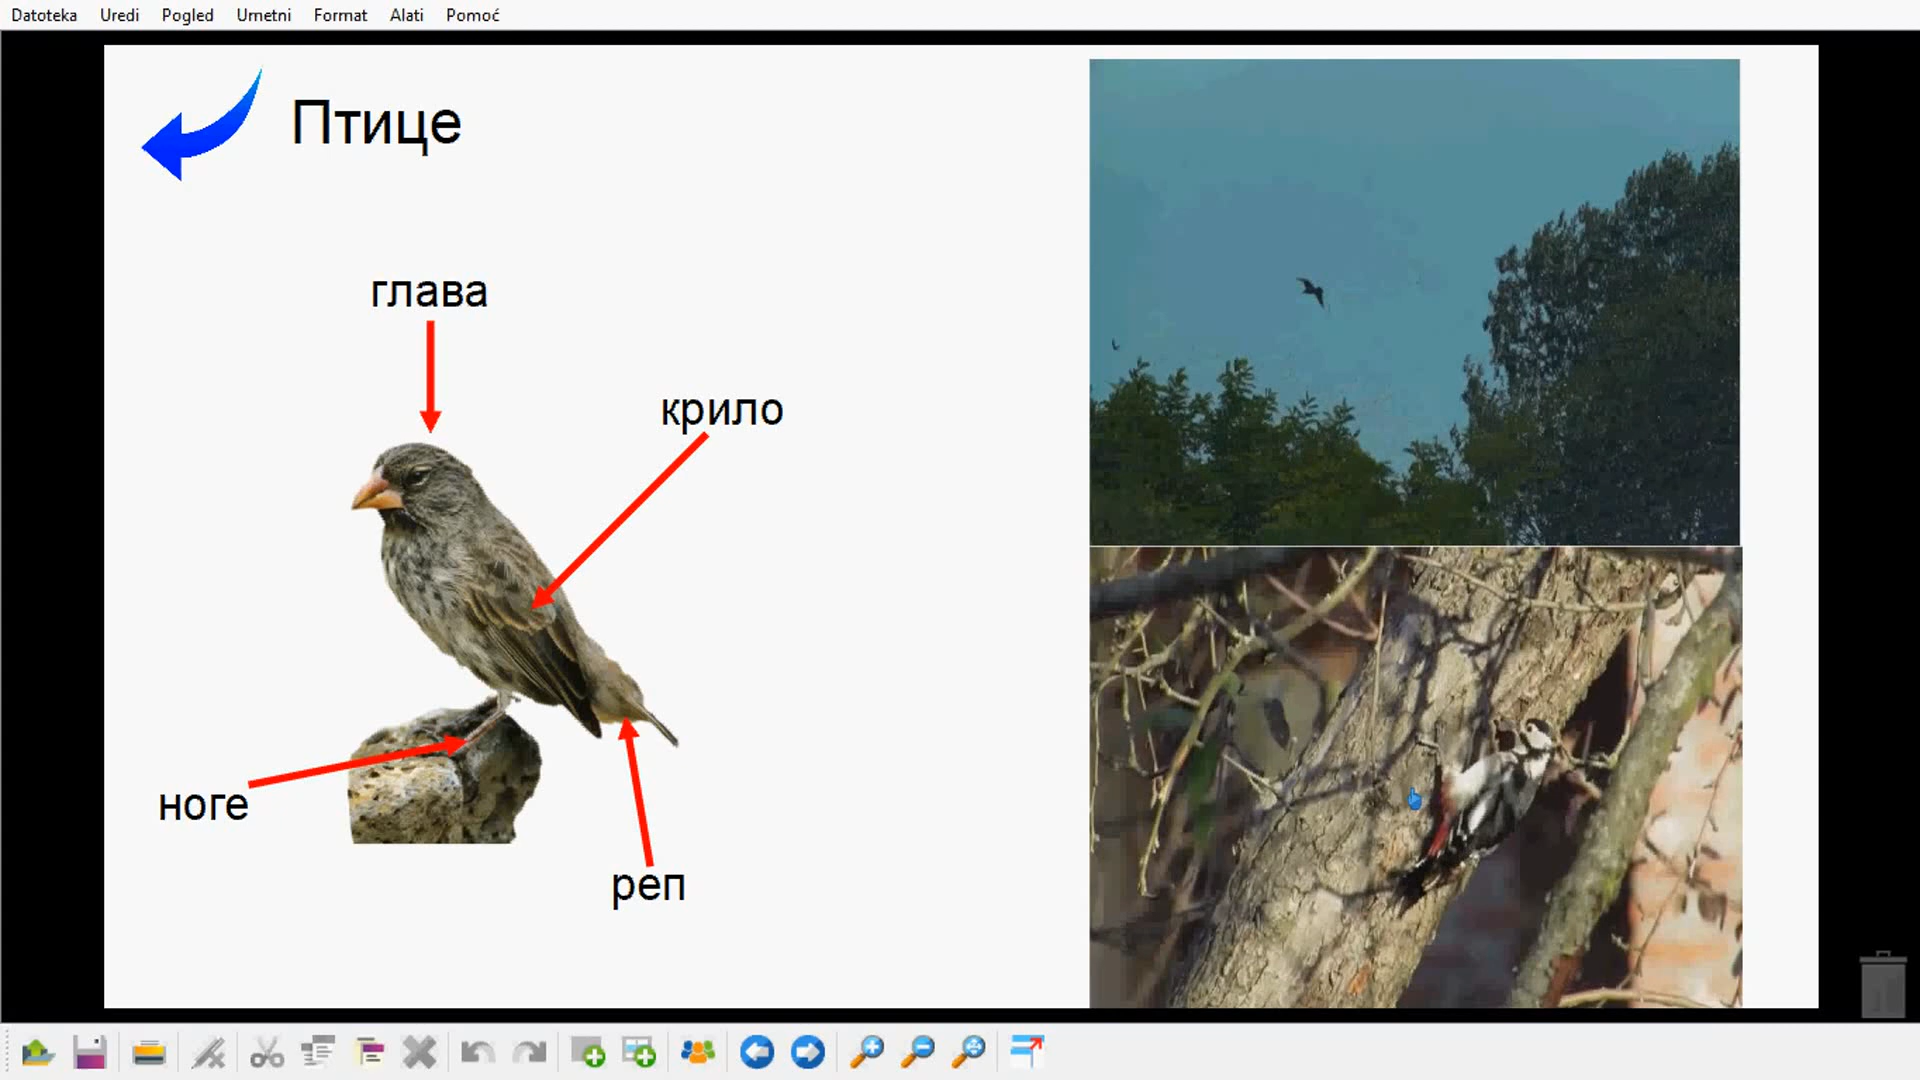 Datoteka Uredi Pogled Umetni Format Alati Pomoć
Птице
глава
крило
ноге
реп